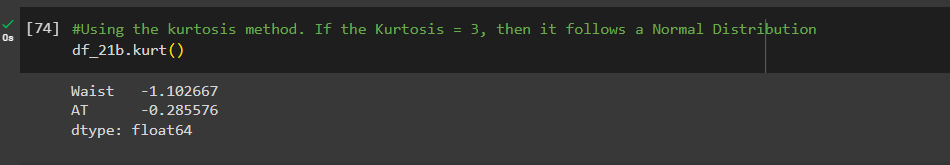 [74] #Using the kurtosis method. If the Kurtosis = 3, then it follows a Normal Distribution
0s
df_21b.kurt()
Waist -1.102667
AT -0.285576
dtype: float64